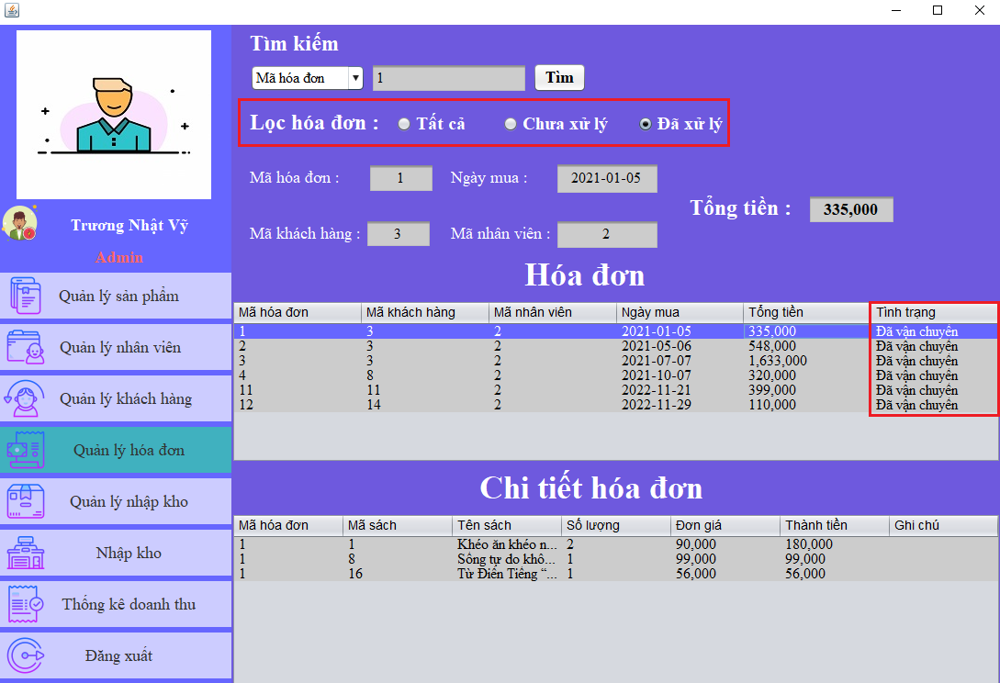 Tìm kiếm
Mã hóa đơn 1 Tìm
Lọc hóa đơn : Tất cả Chưa xử lý Đã xử lý
Mã hóa đơn : 1 Ngày mua : 2021-01-05
Tổng tiền : 335,000
Mã khách hàng : 3 Mã nhân viên : 2
Trương Nhật Vỹ
Admin
Quản lý sản phẩm
Quản lý nhân viên
Quản lý khách hàng
Quản lý hóa đơn
Quản lý nhập kho
Nhập kho
Thống kê doanh thu
Đăng xuất
Hóa đơn
Mã hóa đơn Mã khách hàng Mã nhân viên Ngày mua Tổng tiền Tình trạng
1 3 2 2021-01-05 335,000 Đã vận chuyển
2 3 2 2021-05-06 548,000 Đã vận chuyển
3 3 2 2021-07-07 1,633,000 Đã vận chuyển
4 8 2 2021-10-07 320,000 Đã vận chuyển
11 11 2 2022-11-21 399,000 Đã vận chuyển
12 14 2 2022-11-29 110,000 Đã vận chuyển
Chi tiết hóa đơn
Mã hóa đơn Mã sách Tên sách Số lượng Đơn giá Thành tiền Ghi chú
1 1 Khéo ăn khéo n... 2 90,000 180,000
1 8 Sống tự do khô... 1 99,000 99,000
1 16 Từ Điển Tiếng “... 1 56,000 56,000